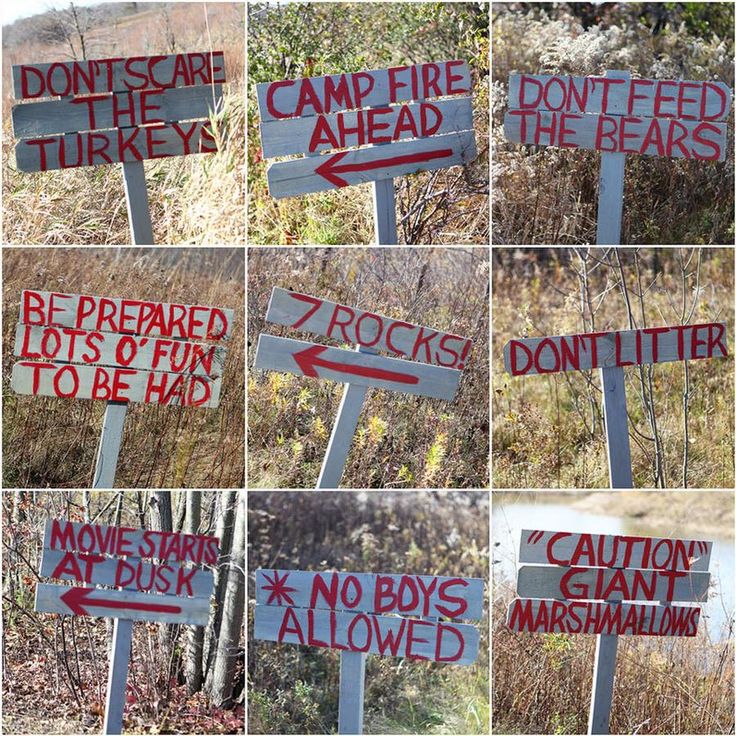 DON'T SCARE
THE
TURKEYS
CAMP FIRE
AHEAD
DON'T FEED
THE BEARS
BE PREPARED
LOTS O' FUN
TO BE HAD
7 ROCKS!
DON'T LITTER
MOVIE STARTS
AT DUSK
* NO BOYS
ALLOWED
"CAUTION"
GIANT
MARSHMALLOWS